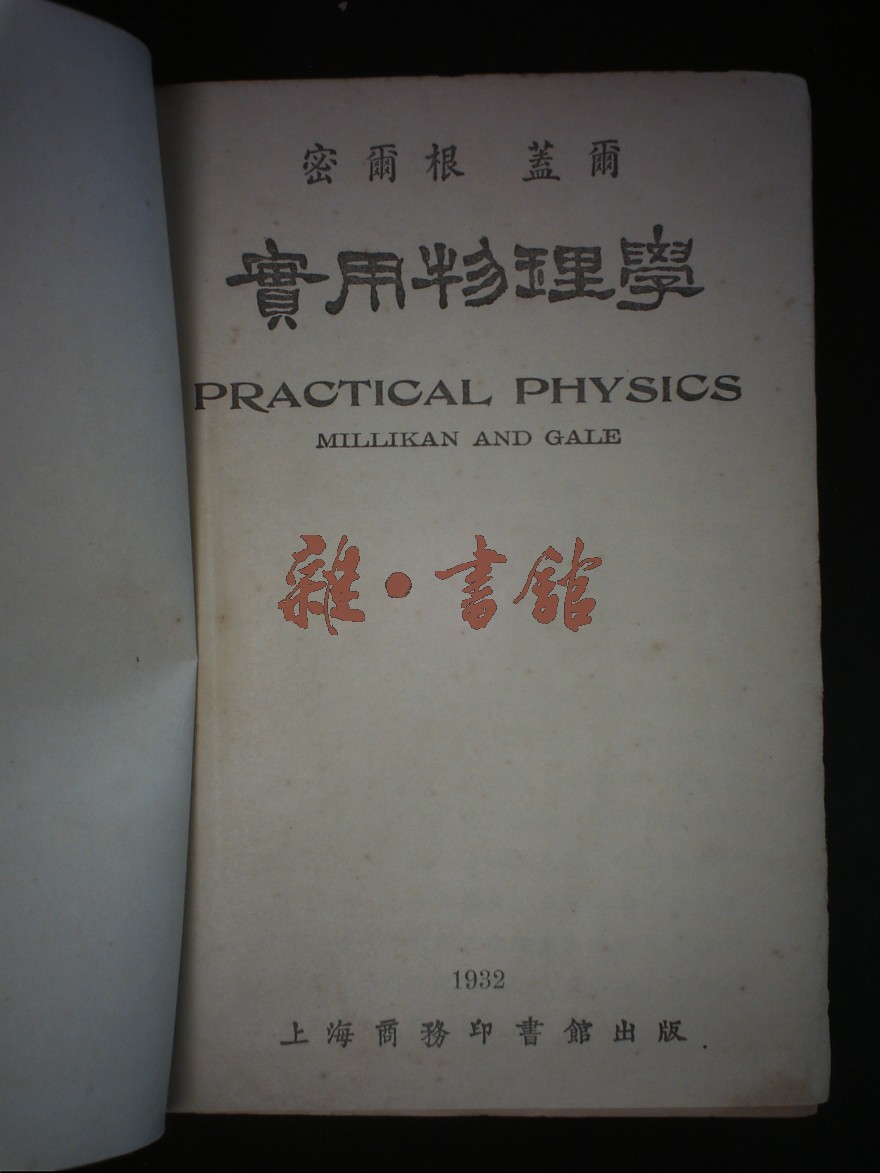 密爾根 蓋爾
實用物理學
PRACTICAL PHYSICS
MILLIKAN AND GALE
雜·書館
1932
上海商務印書館出版